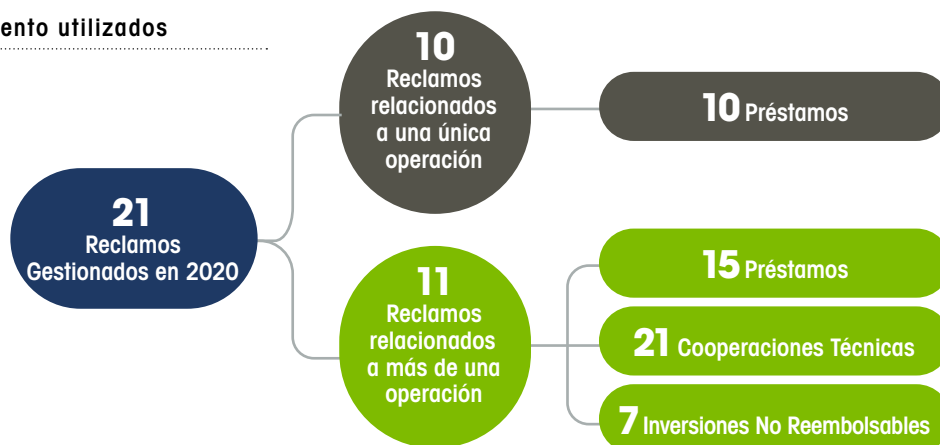 ento utilizados
21
Reclamos
Gestionados en 2020
10
Reclamos
relacionados
a una única
operación
10 Préstamos
11
Reclamos
relacionados
a más de una
operación
15 Préstamos
21 Cooperaciones Técnicas
7 Inversiones No Reembolsables